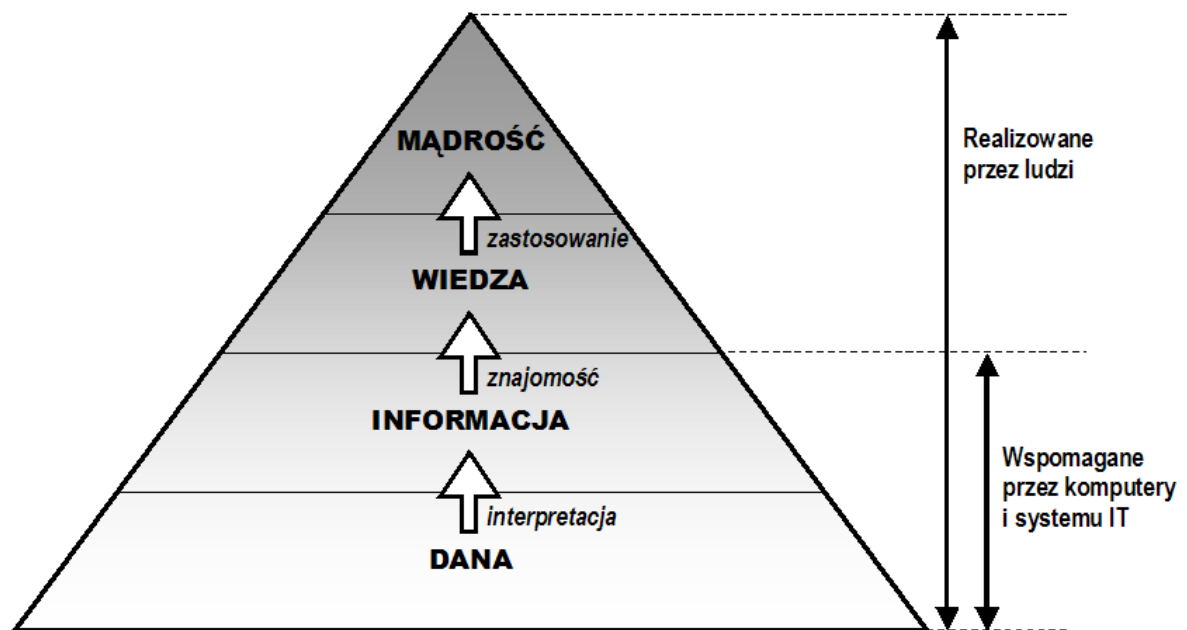 MĄDROŚĆ
Realizowane
przez ludzi
zastosowanie
WIEDZA
znajomość
INFORMACJA
Wspomagane
przez komputery
i systemu IT
interpretacja
DANA